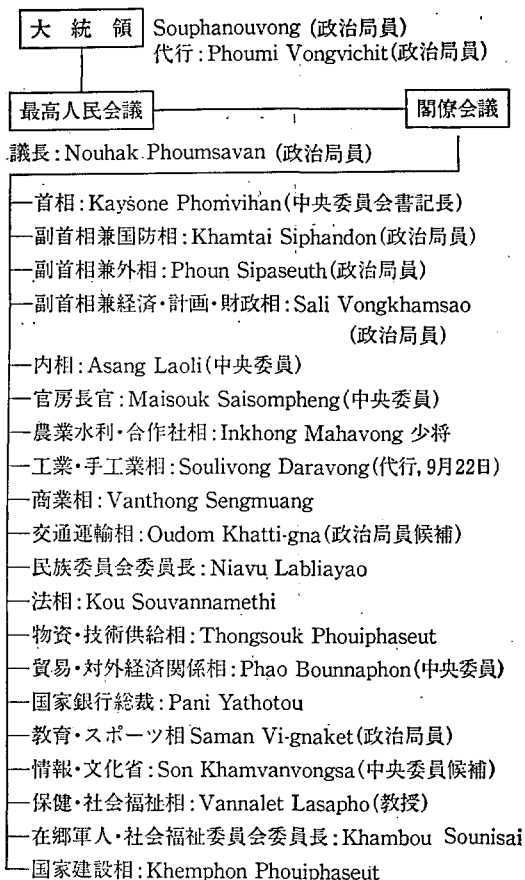 大統領 Souphanouvong (政治局員)
代行:Phoumi Vongvichit(政治局員)
最高人民会議 閣僚会議
議長:Nouhak Phoumsavan (政治局員)
首相:Kaysone Phomvihan(中央委員会書記長)
副首相兼国防相:Khamtai Siphandon(政治局員)
副首相兼外相:Phoun Sipaseuth(政治局員)
副首相兼経済・計画・財政相:Sali Vongkhamsao
(政治局員)
内相:Asang Laoli(中央委員)
官房長官:Maisouk Saisompheng(中央委員)
農業水利・合作社相:Inkhong Mahavong 少将
工業・手工業相:Soulivong Daravong(代行,9月22日)
商業相:Vanthong Sengmuang
交通運輸相:Oudom Khatti-gna(政治局員候補)
民族委員会委員長:Niavu Labliayao
法相:Kou Souvannamethi
物資・技術供給相:Thongsouk Phouiphaseut
貿易・対外経済関係相:Phao Bounnaphon(中央委員)
国家銀行総裁:Pani Yathotou
教育・スポーツ相 Saman Vi-gnaket(政治局員)
情報・文化省:Son Khamvanvongsa(中央委員候補)
保健・社会福祉相:Vannalet Lasapho(教授)
在郷軍人・社会福祉委員会委員長:Khambou Sounisai
国家建設相:Khemphon Phouiphaseut